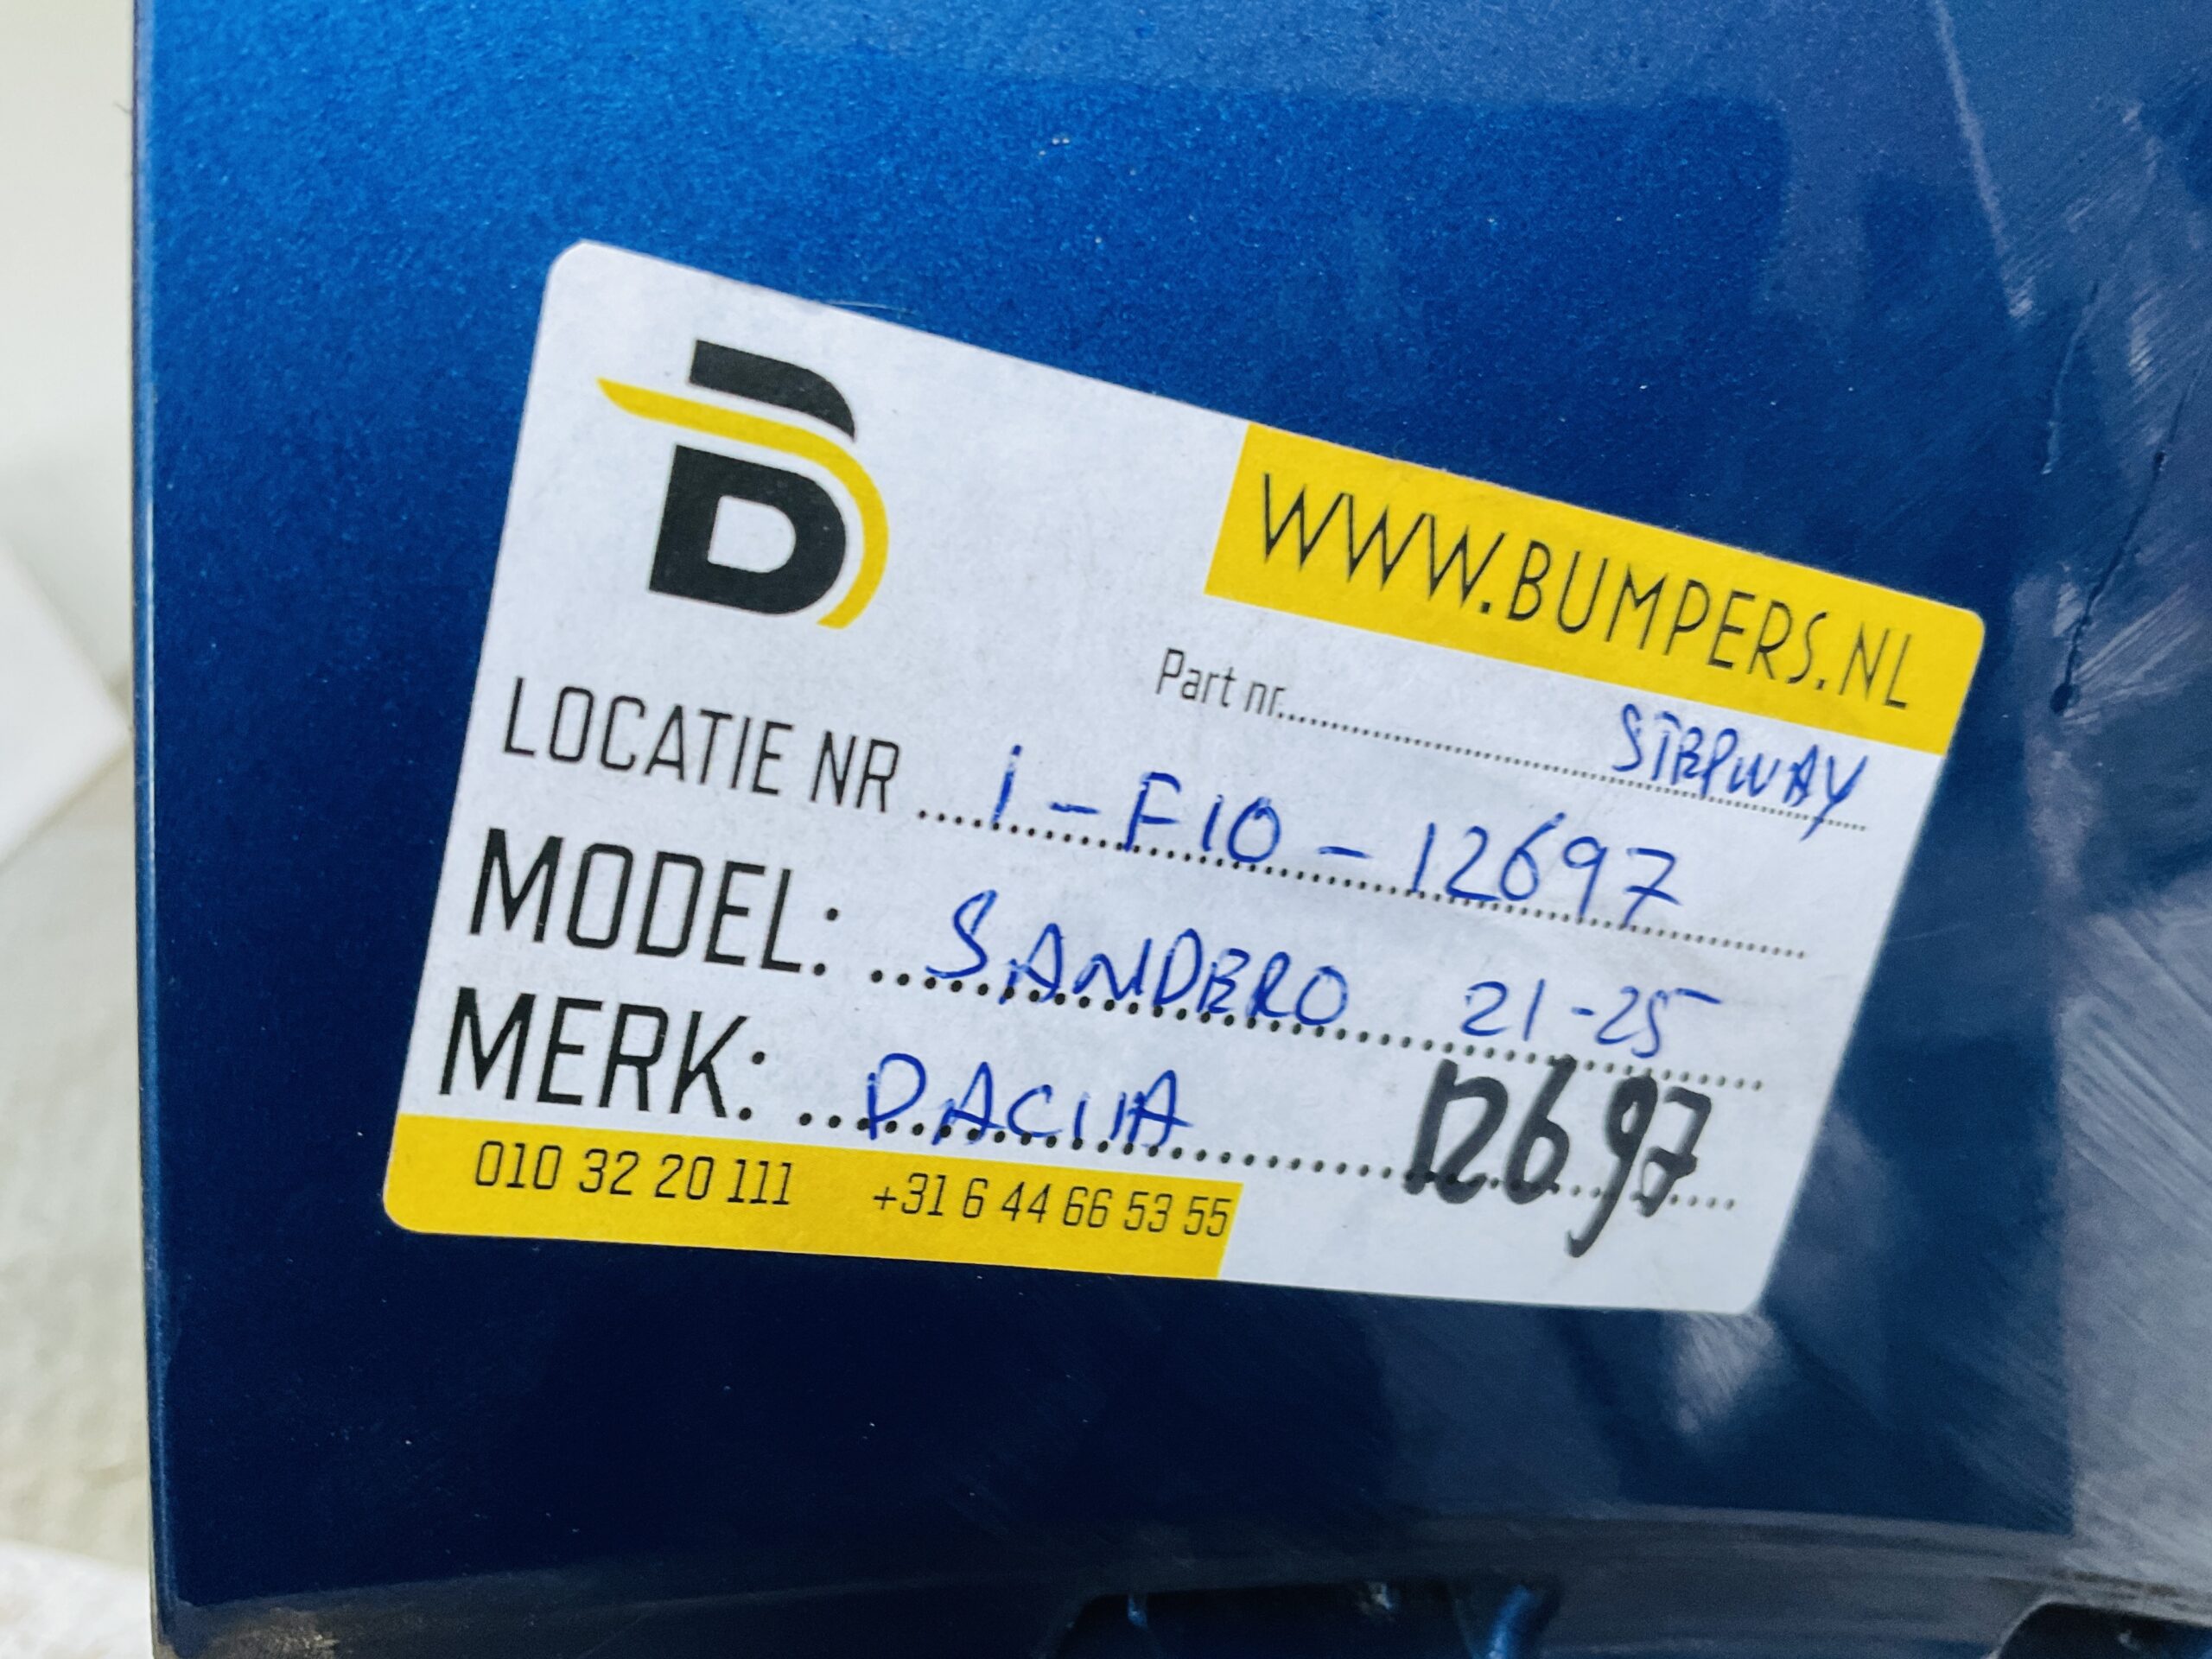 B
WWW.BUMPERS.NL
Part nr. STEPWAY
LOCATIE NR 1-F10-12697
MODEL: SANDERO 21-25
MERK: DACIIA 12697
010 32 20 111 +31 6 44 66 53 55